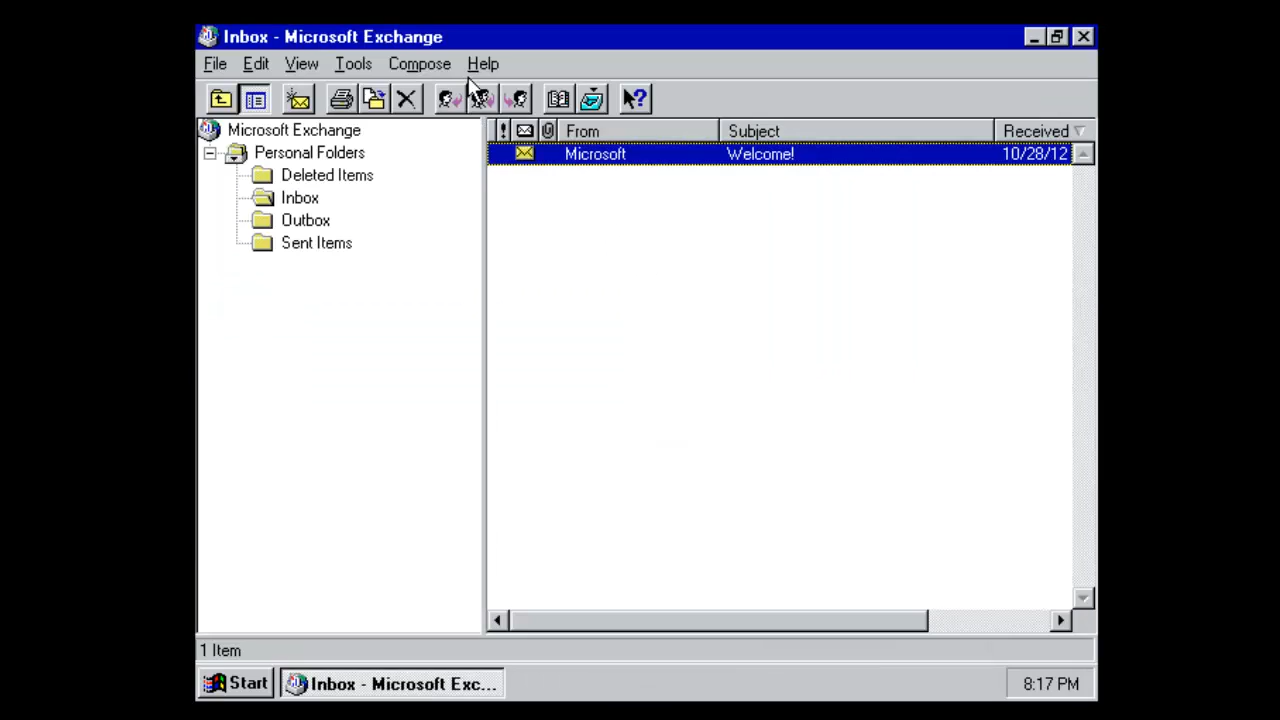 Inbox - Microsoft Exchange
File Edit View Tools Compose Help
Microsoft Exchange
Personal Folders
Deleted Items
Inbox
Outbox
Sent Items
! From Subject Received
Microsoft Welcome! 10/28/12
1 Item
Start Inbox - Microsoft Exc... 8:17 PM